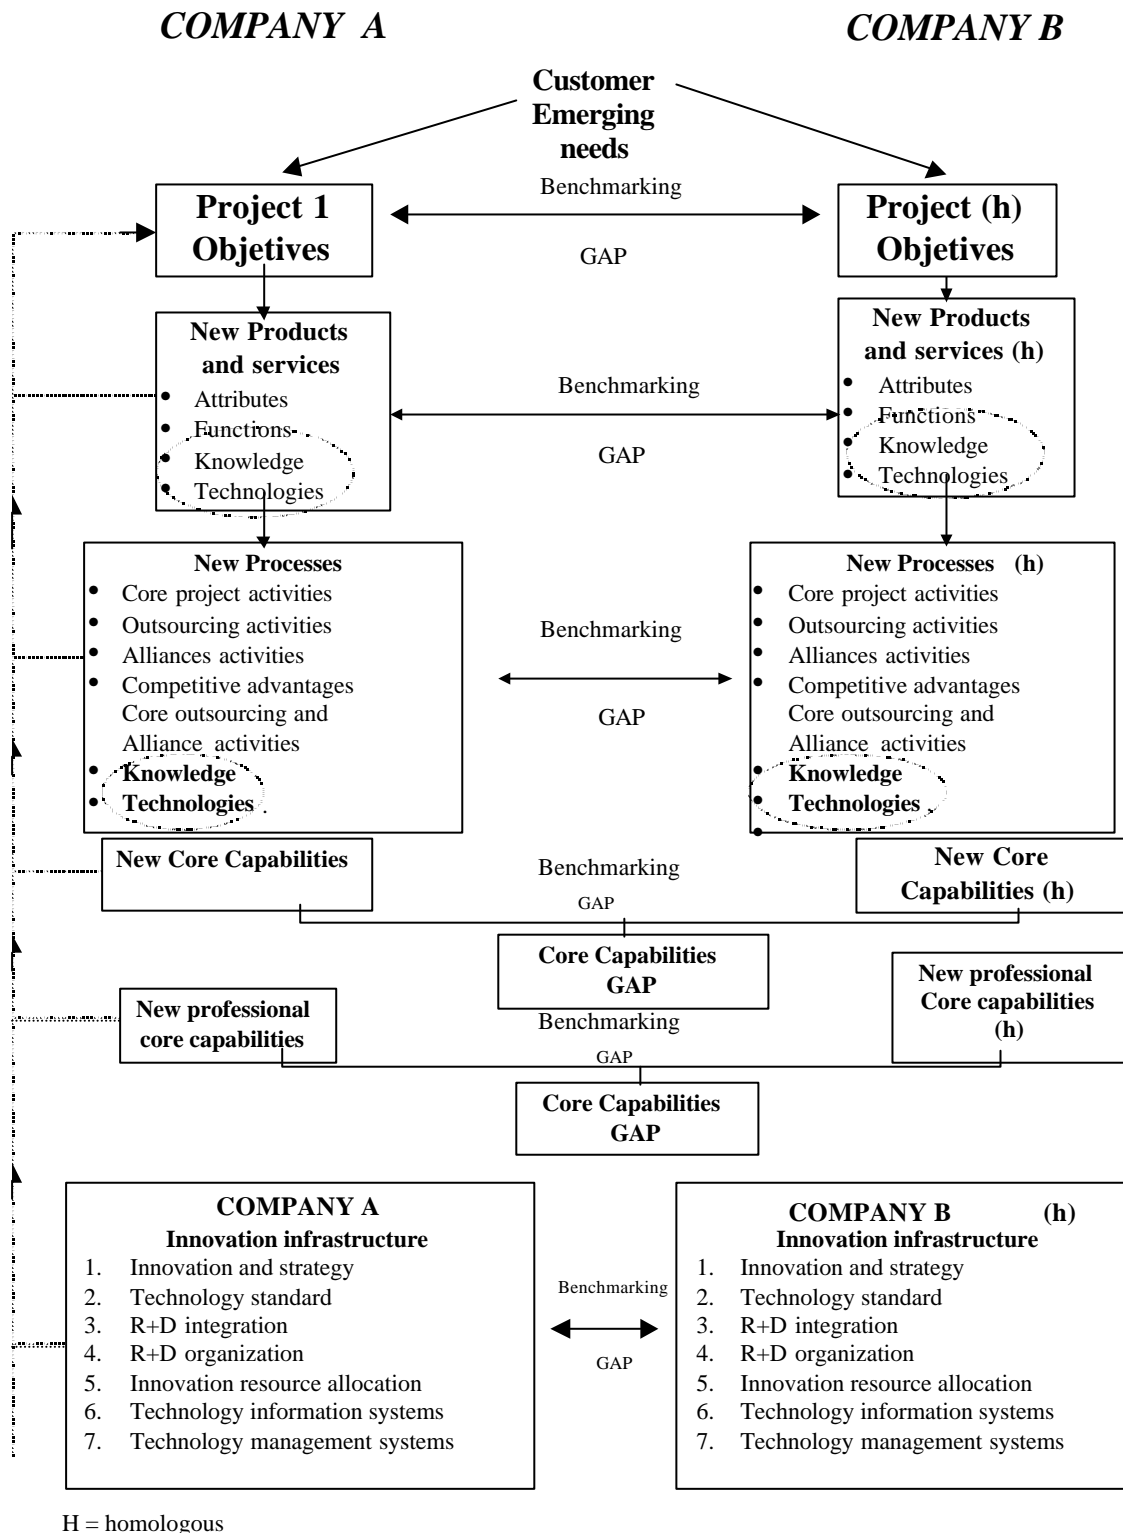 COMPANY A
COMPANY B
Customer
Emerging
needs
Project 1
Objetives
Benchmarking
GAP
Project (h)
Objetives
New Products
and services
• Attributes
• Functions
• Knowledge
• Technologies
Benchmarking
GAP
New Products
and services (h)
• Attributes
• Functions
• Knowledge
• Technologies
New Processes
• Core project activities
• Outsourcing activities
• Alliances activities
• Competitive advantages
Core outsourcing and
Alliance activities
• Knowledge
• Technologies .
Benchmarking
GAP
New Processes (h)
• Core project activities
• Outsourcing activities
• Alliances activities
• Competitive advantages
Core outsourcing and
Alliance activities
• Knowledge
• Technologies
•
New Core Capabilities
Benchmarking
GAP
New Core
Capabilities (h)
Core Capabilities
GAP
New professional
core capabilities
Benchmarking
GAP
New professional
Core capabilities
(h)
Core Capabilities
GAP
COMPANY A
Innovation infrastructure
1. Innovation and strategy
2. Technology standard
3. R+D integration
4. R+D organization
5. Innovation resource allocation
6. Technology information systems
7. Technology management systems
Benchmarking
GAP
COMPANY B (h)
Innovation infrastructure
1. Innovation and strategy
2. Technology standard
3. R+D integration
4. R+D organization
5. Innovation resource allocation
6. Technology information systems
7. Technology management systems
H = homologous